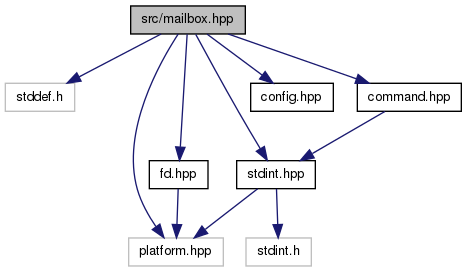 src/mailbox.hpp
stddef.h
config.hpp
command.hpp
fd.hpp
stdint.hpp
platform.hpp
stdint.h